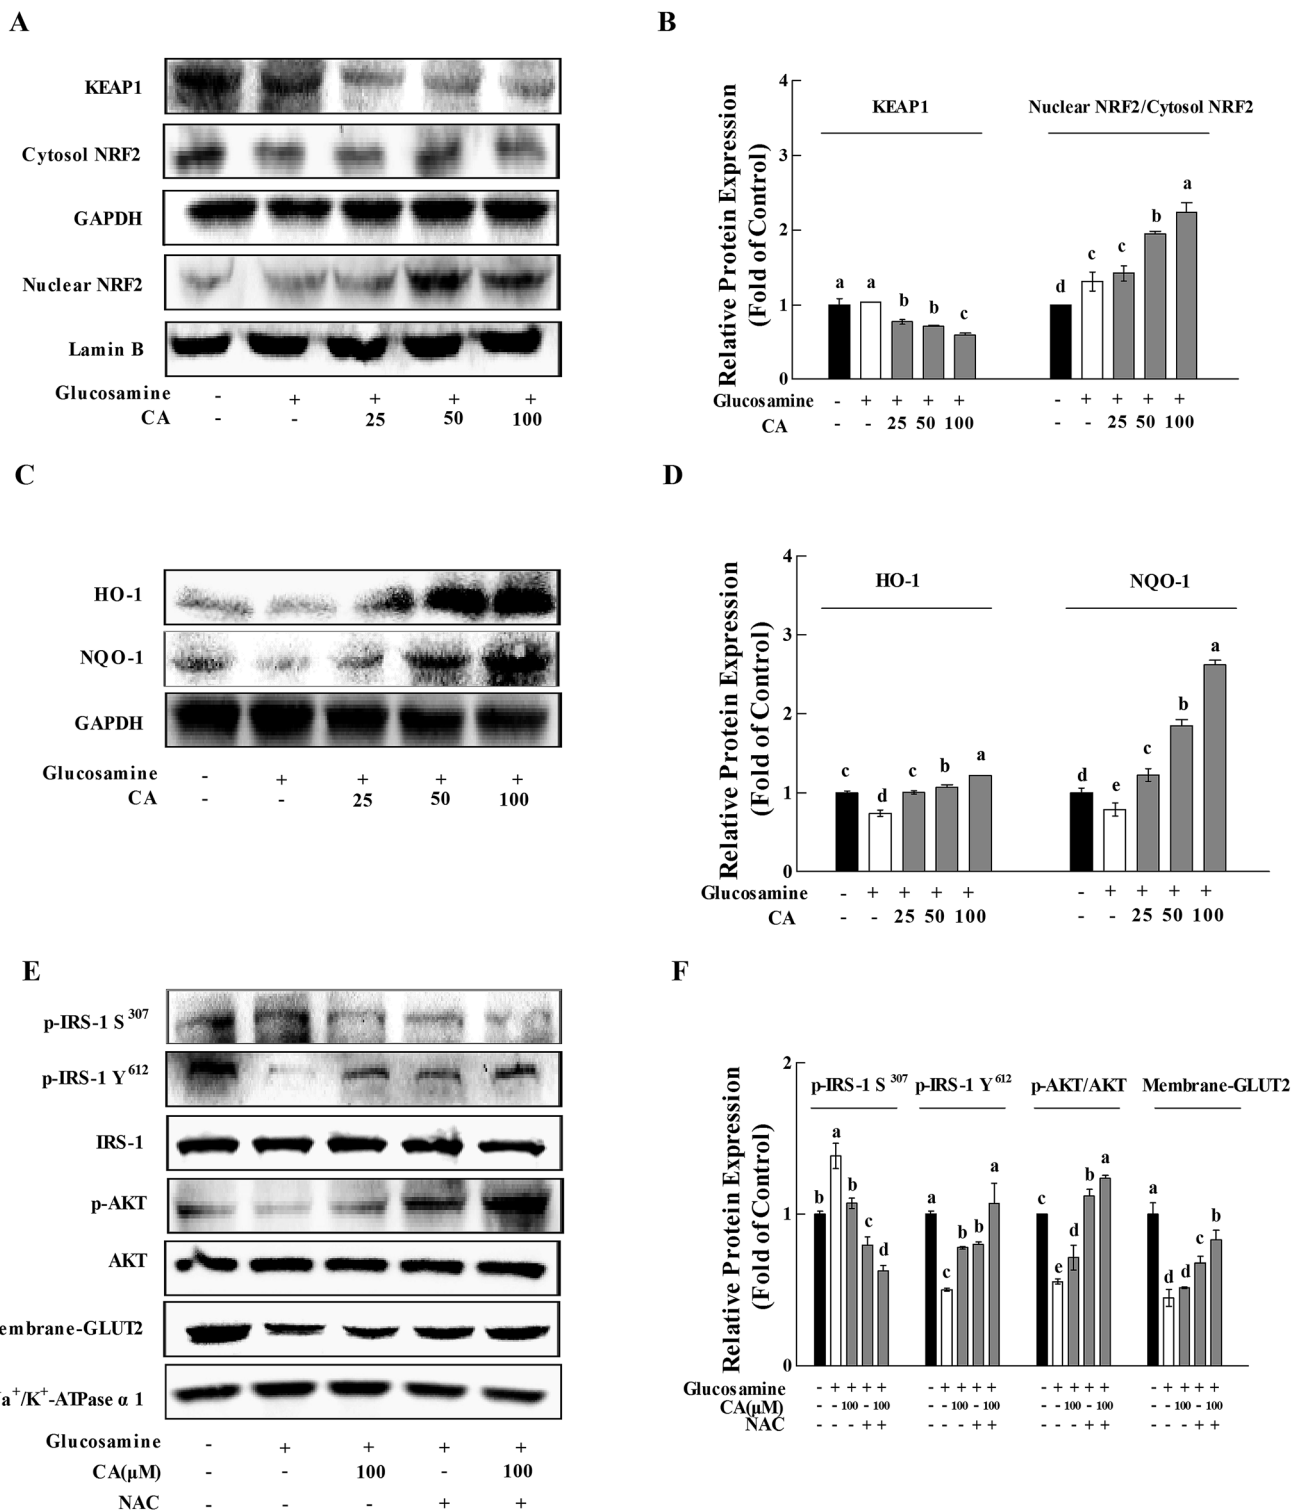 A
KEAP1
Cytosol NRF2
GAPDH
Nuclear NRF2
Lamin B
Glucosamine - + + + +
CA - - 25 50 100
B
Relative Protein Expression
(Fold of Control)
4
3
2
1
0
KEAP1 Nuclear NRF2/Cytosol NRF2
a a b b c d c c b a
Glucosamine - + + + + - + + + +
CA - - 25 50 100 - - 25 50 100
C
HO-1
NQO-1
GAPDH
Glucosamine - + + + +
CA - - 25 50 100
D
Relative Protein Expression
(Fold of Control)
4
3
2
1
0
HO-1 NQO-1
c d c b a d e c b a
Glucosamine - + + + + - + + + +
CA - - 25 50 100 - - 25 50 100
E
p-IRS-1 S 307
p-IRS-1 Y 612
IRS-1
p-AKT
AKT
embrane-GLUT2
a+/K+-ATPase α 1
Glucosamine - + + + +
CA(μM) - - 100 - 100
NAC - - - + +
F
Relative Protein Expression
(Fold of Control)
2
1
0
p-IRS-1 S 307 p-IRS-1 Y 612 p-AKT/AKT Membrane-GLUT2
b a b c d a c b b a c e d b a a d d c b
Glucosamine - + + + + - + + + + - + + + + - + + + +
CA(μM) - - 100 - 100 - - 100 - 100 - - 100 - 100 - - 100 - 100
NAC - - - + + - - - + + - - - + + - - - + +